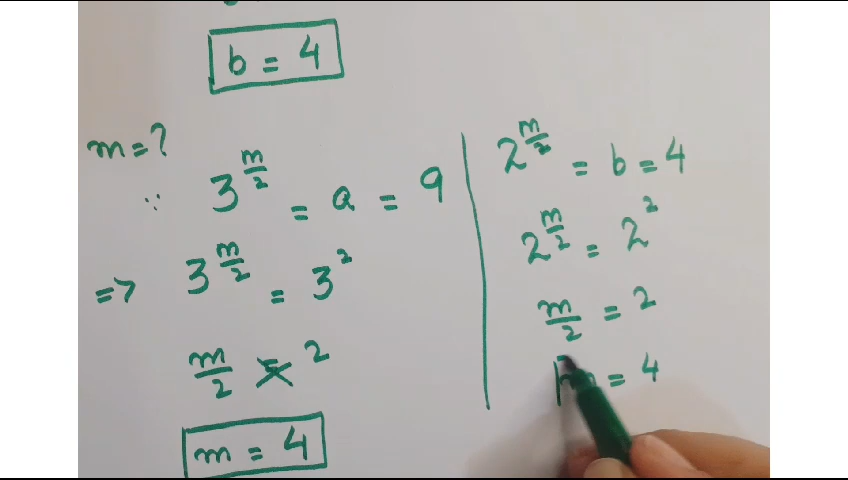 b = 4
m = ?
∵ 3^(m/2) = a = 9
=> 3^(m/2) = 3^2
m/2 = 2
m = 4
2^(m/2) = b = 4
2^(m/2) = 2^2
m/2 = 2
m = 4